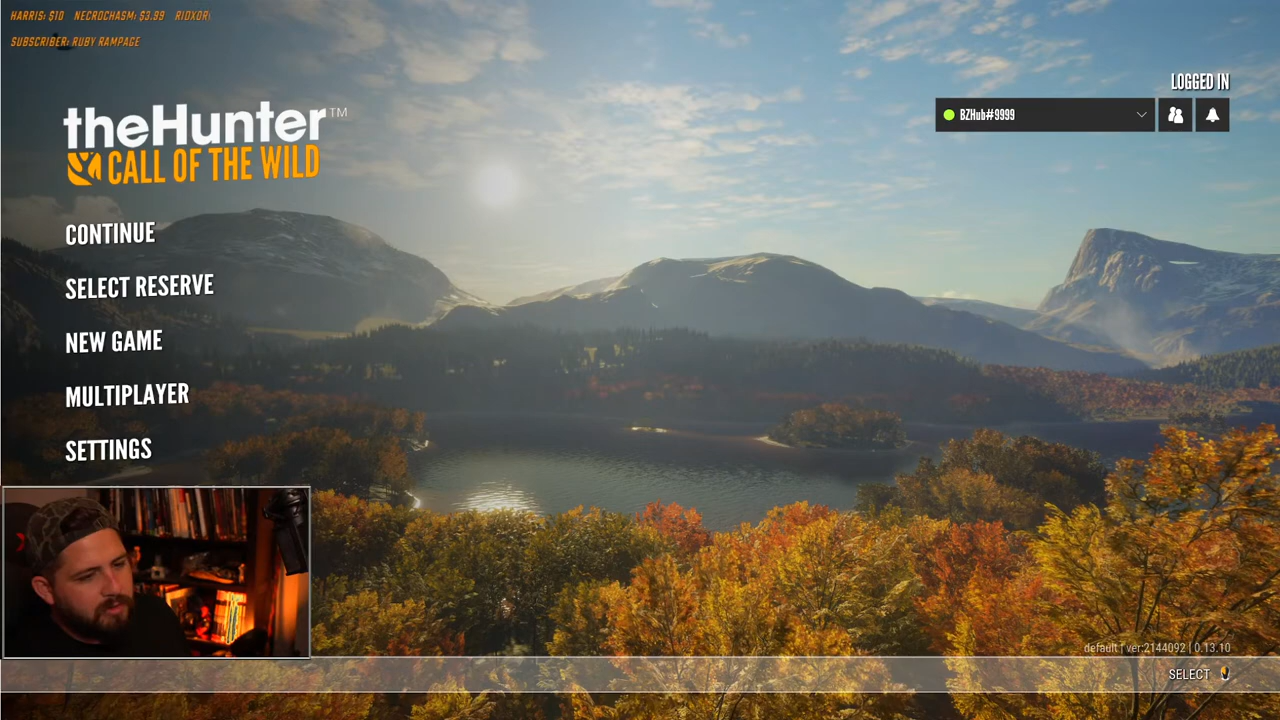 HARRIS: $10 NECROCHASM: $3.99
SUBSCRIBER: RUBY RAMPAGE
LOGGED IN
BZHub#9999
theHunter™
CALL OF THE WILD
CONTINUE
SELECT RESERVE
NEW GAME
MULTIPLAYER
SETTINGS
default | ver:2144092 | 0.13.10
SELECT